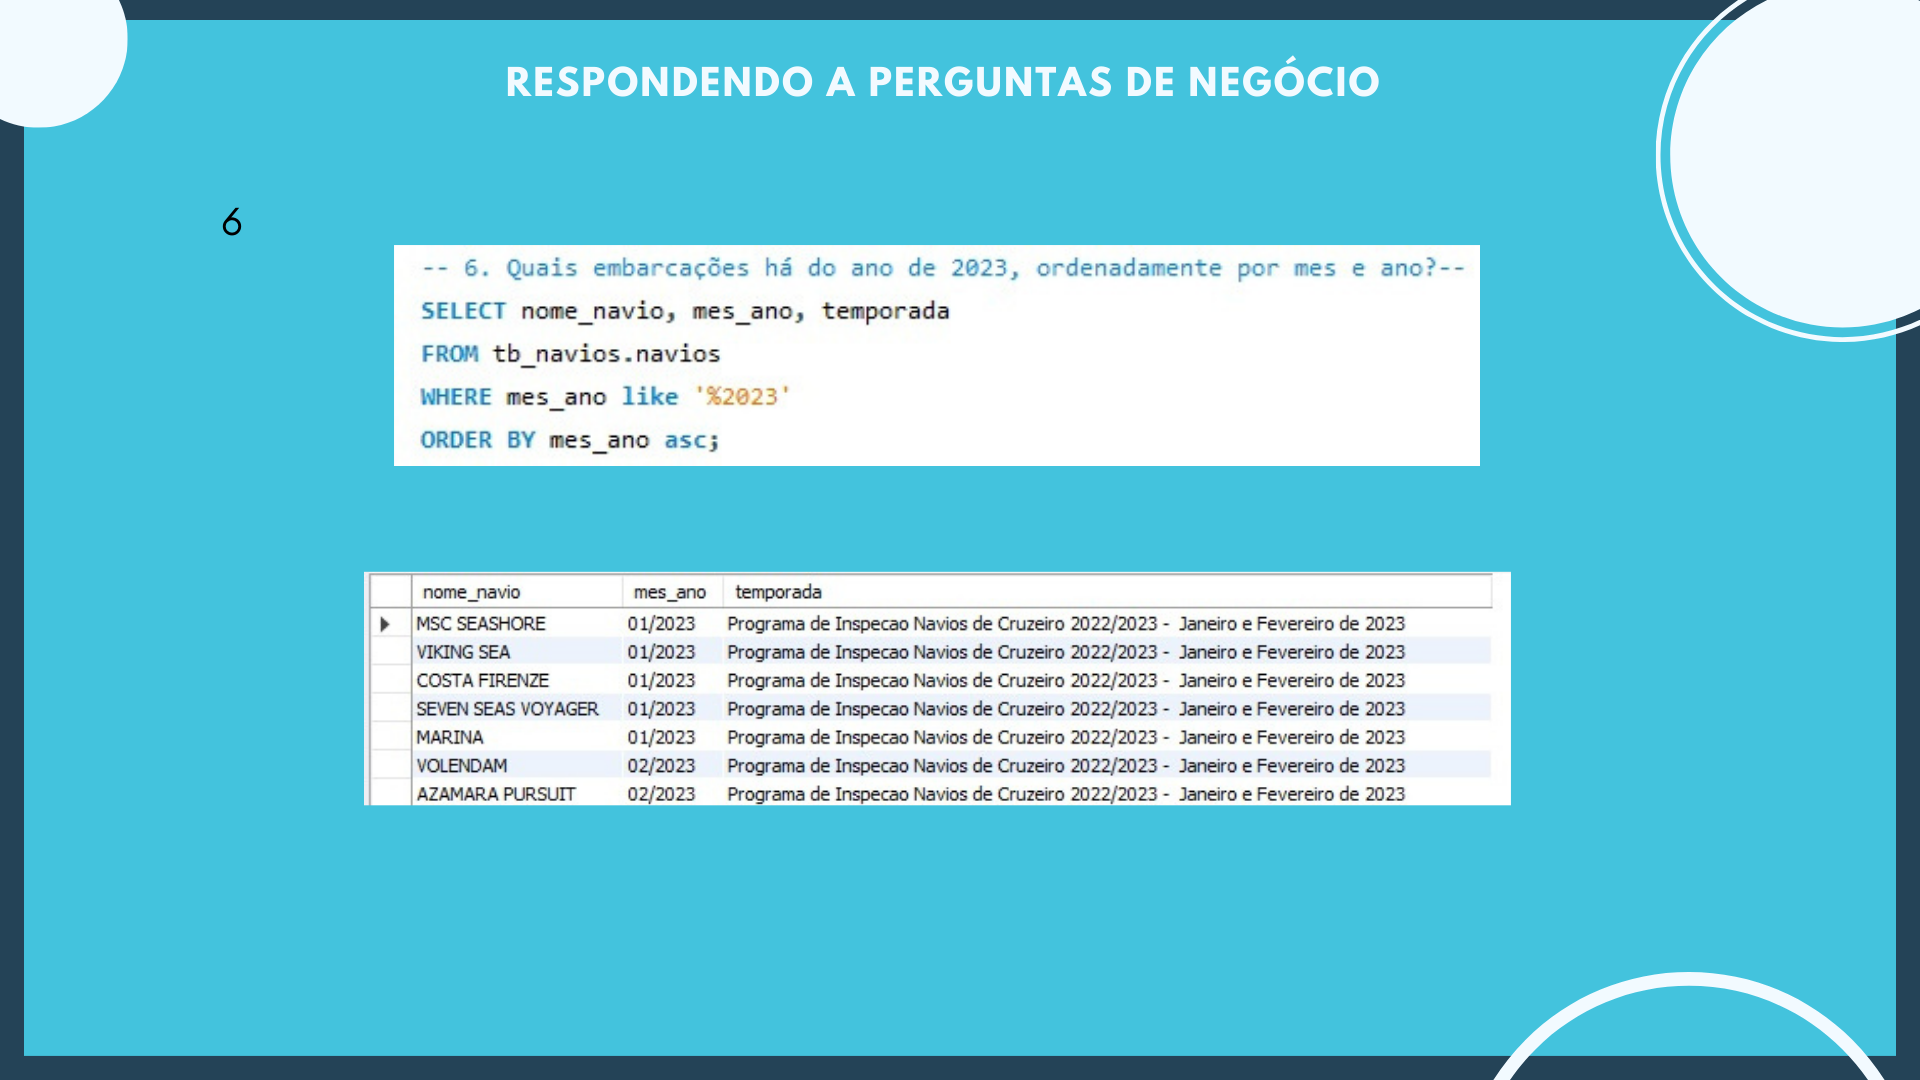 RESPONDENDO A PERGUNTAS DE NEGÓCIO
6
-- 6. Quais embarcações há do ano de 2023, ordenadamente por mes e ano?--
SELECT nome_navio, mes_ano, temporada
FROM tb_navios.navios
WHERE mes_ano like '%2023'
ORDER BY mes_ano asc;
nome_navio mes_ano temporada
MSC SEASHORE 01/2023 Programa de Inspecao Navios de Cruzeiro 2022/2023 - Janeiro e Fevereiro de 2023
VIKING SEA 01/2023 Programa de Inspecao Navios de Cruzeiro 2022/2023 - Janeiro e Fevereiro de 2023
COSTA FIRENZE 01/2023 Programa de Inspecao Navios de Cruzeiro 2022/2023 - Janeiro e Fevereiro de 2023
SEVEN SEAS VOYAGER 01/2023 Programa de Inspecao Navios de Cruzeiro 2022/2023 - Janeiro e Fevereiro de 2023
MARINA 01/2023 Programa de Inspecao Navios de Cruzeiro 2022/2023 - Janeiro e Fevereiro de 2023
VOLENDAM 02/2023 Programa de Inspecao Navios de Cruzeiro 2022/2023 - Janeiro e Fevereiro de 2023
AZAMARA PURSUIT 02/2023 Programa de Inspecao Navios de Cruzeiro 2022/2023 - Janeiro e Fevereiro de 2023